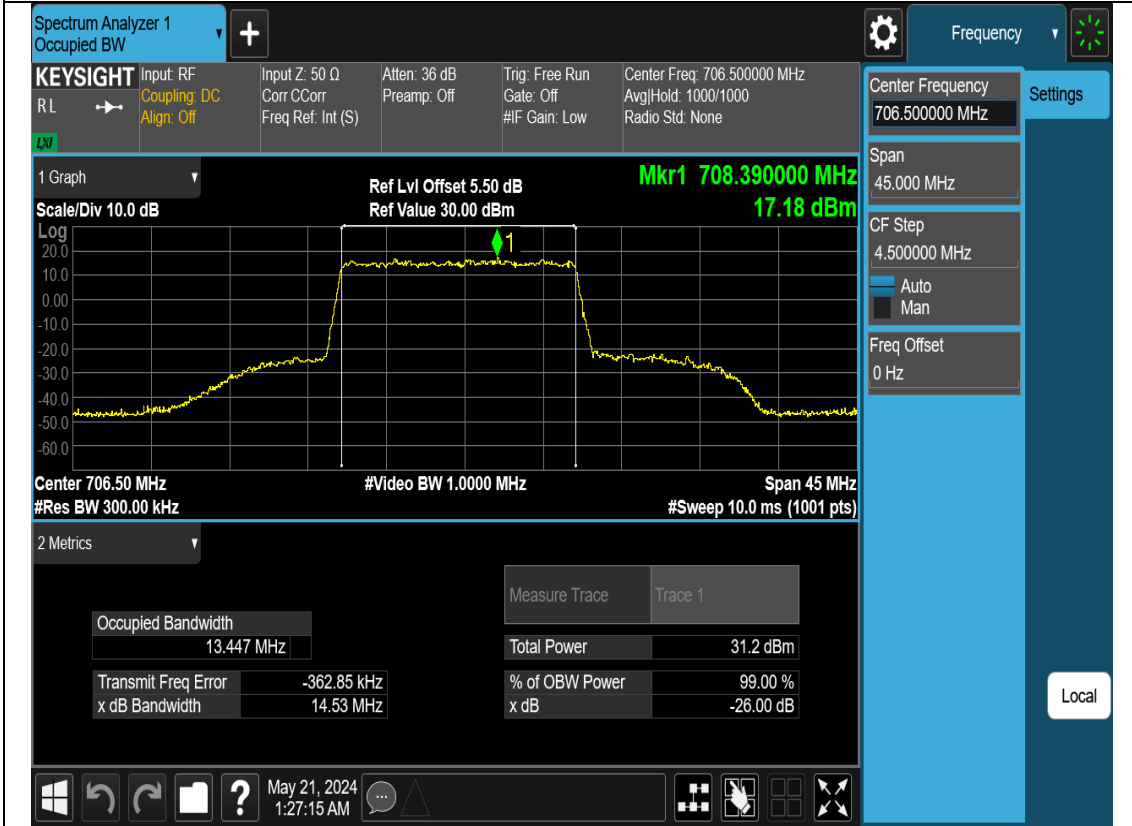 Spectrum Analyzer 1
Occupied BW
+
Frequency
KEYSIGHT
R L
LXI
Input: RF
Coupling: DC
Align: Off
Input Z: 50 Ω
Corr CCorr
Freq Ref: Int (S)
Atten: 36 dB
Preamp: Off
Trig: Free Run
Gate: Off
#IF Gain: Low
Center Freq: 706.500000 MHz
Avg|Hold: 1000/1000
Radio Std: None
Center Frequency
706.500000 MHz
Settings
Span
45.000 MHz
CF Step
4.500000 MHz
Auto
Man
Freq Offset
0 Hz
Local
1 Graph
Scale/Div 10.0 dB
Ref Lvl Offset 5.50 dB
Ref Value 30.00 dBm
Mkr1 708.390000 MHz
17.18 dBm
Log
1
20.0
10.0
0.00
-10.0
-20.0
-30.0
-40.0
-50.0
-60.0
Center 706.50 MHz
#Video BW 1.0000 MHz
Span 45 MHz
#Res BW 300.00 kHz
#Sweep 10.0 ms (1001 pts)
2 Metrics
Measure Trace Trace 1
Occupied Bandwidth
13.447 MHz
Total Power 31.2 dBm
Transmit Freq Error -362.85 kHz
% of OBW Power 99.00 %
x dB Bandwidth 14.53 MHz
x dB -26.00 dB
?
May 21, 2024
1:27:15 AM